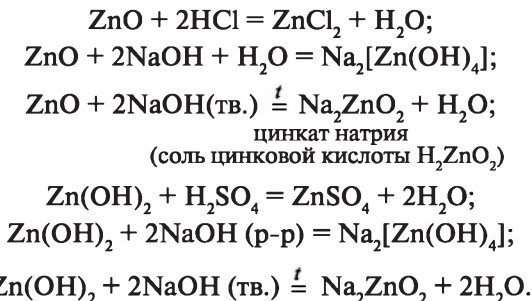 ZnO + 2HCl = ZnCl₂ + H₂O;
ZnO + 2NaOH + H₂O = Na₂[Zn(OH)₄];
ZnO + 2NaOH(тв.) =ᵗ Na₂ZnO₂ + H₂O;
цинкат натрия
(соль цинковой кислоты H₂ZnO₂)
Zn(OH)₂ + H₂SO₄ = ZnSO₄ + 2H₂O;
Zn(OH)₂ + 2NaOH (р-р) = Na₂[Zn(OH)₄];
Zn(OH)₂ + 2NaOH (тв.) =ᵗ Na₂ZnO₂ + 2H₂O.